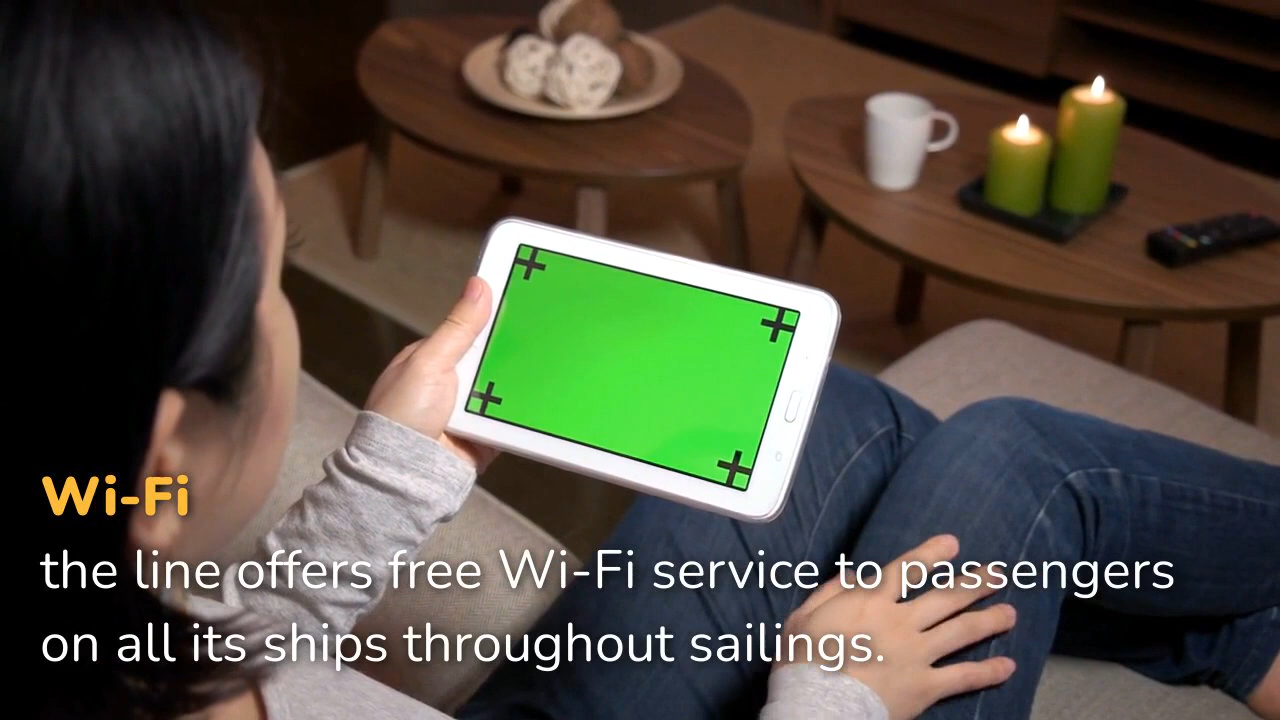 Wi-Fi
the line offers free Wi-Fi service to passengers
on all its ships throughout sailings.